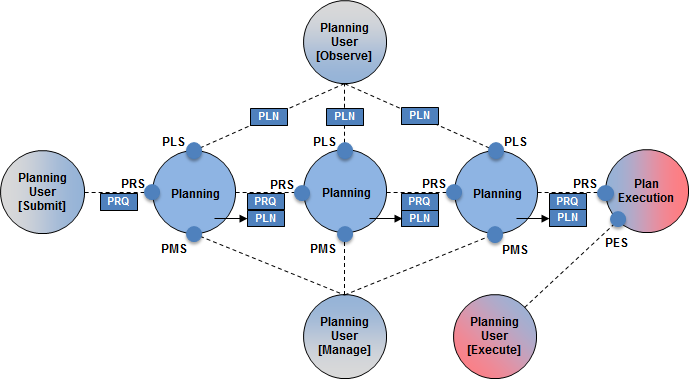 Planning
User
[Observe]
PLN
PLN
PLN
PLS
PLS
PLS
Planning
User
[Submit]
PRS
PRQ
Planning
PRS
PRQ
PLN
Planning
PRS
PRQ
PLN
Planning
PRS
PRQ
PLN
Plan
Execution
PMS
PMS
PMS
PES
Planning
User
[Manage]
Planning
User
[Execute]